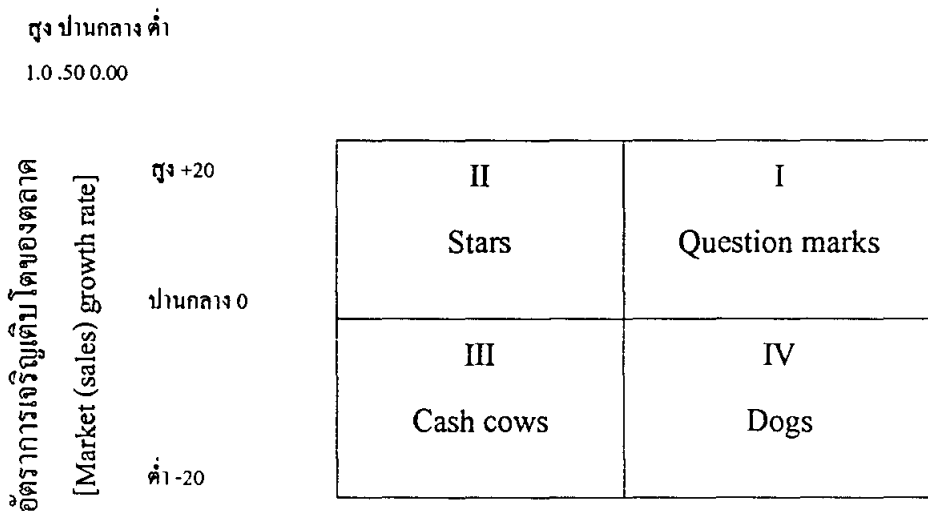 สูง ปานกลาง ต่ำ
1.0 .50 0.00
อัตราการเจริญเติบโตของตลาด
[Market (sales) growth rate]
สูง +20
II
I
Stars
Question marks
ปานกลาง 0
III
IV
Cash cows
Dogs
ต่ำ -20